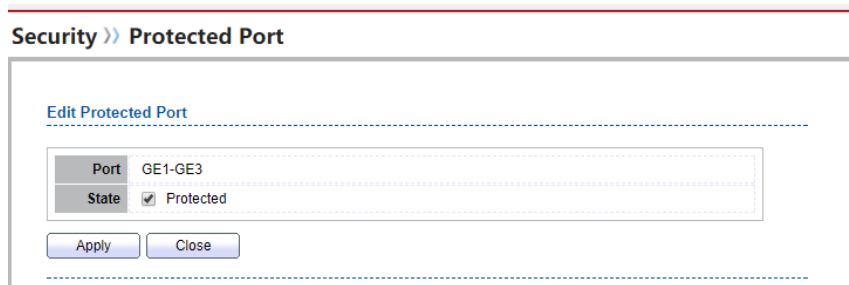 Security » Protected Port
Edit Protected Port
Port GE1-GE3
State Protected
Apply Close